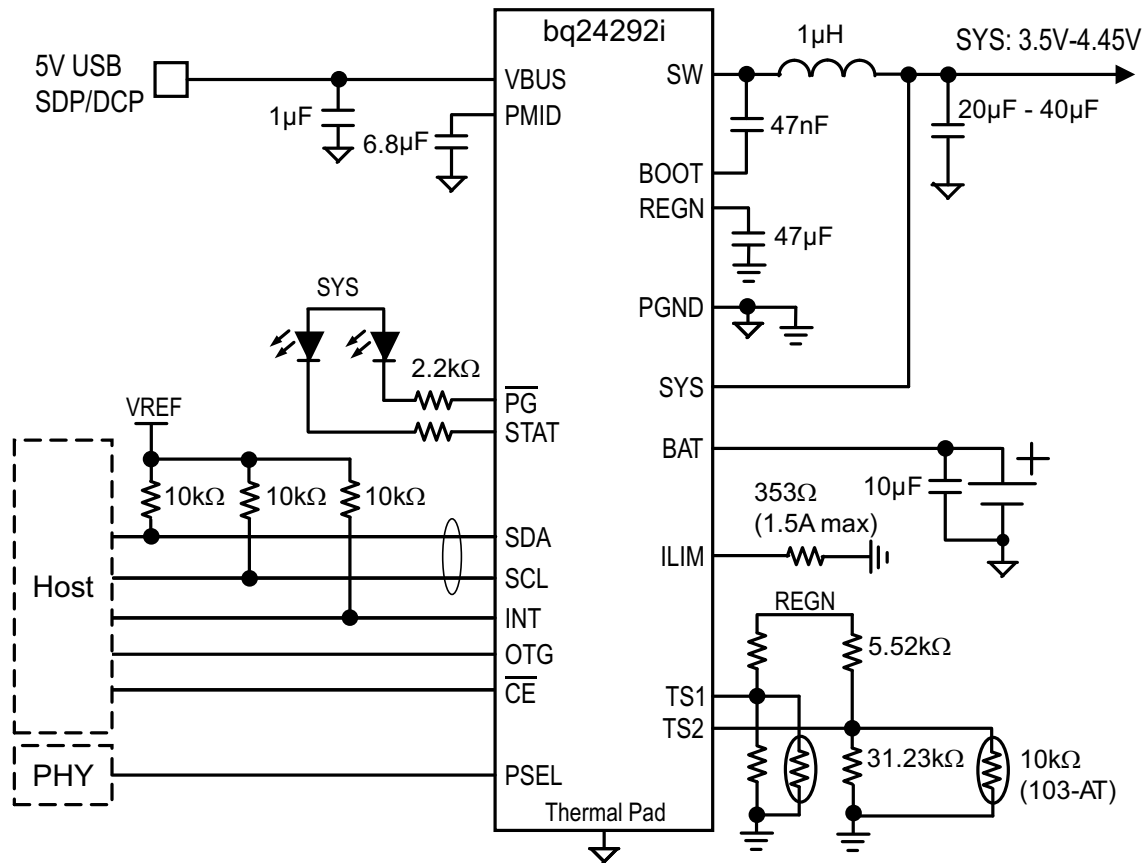 bq24292i
5V USB
SDP/DCP
VBUS
1µF
PMID
6.8µF
SW
1µH
SYS: 3.5V-4.45V
47nF
20µF - 40µF
BOOT
REGN
47µF
PGND
SYS
SYS
2.2kΩ
PG
STAT
VREF
10kΩ
10kΩ
10kΩ
BAT
10µF
+
353Ω
(1.5A max)
ILIM
Host
SDA
SCL
INT
OTG
CE
REGN
5.52kΩ
TS1
TS2
31.23kΩ
10kΩ
(103-AT)
PHY
PSEL
Thermal Pad